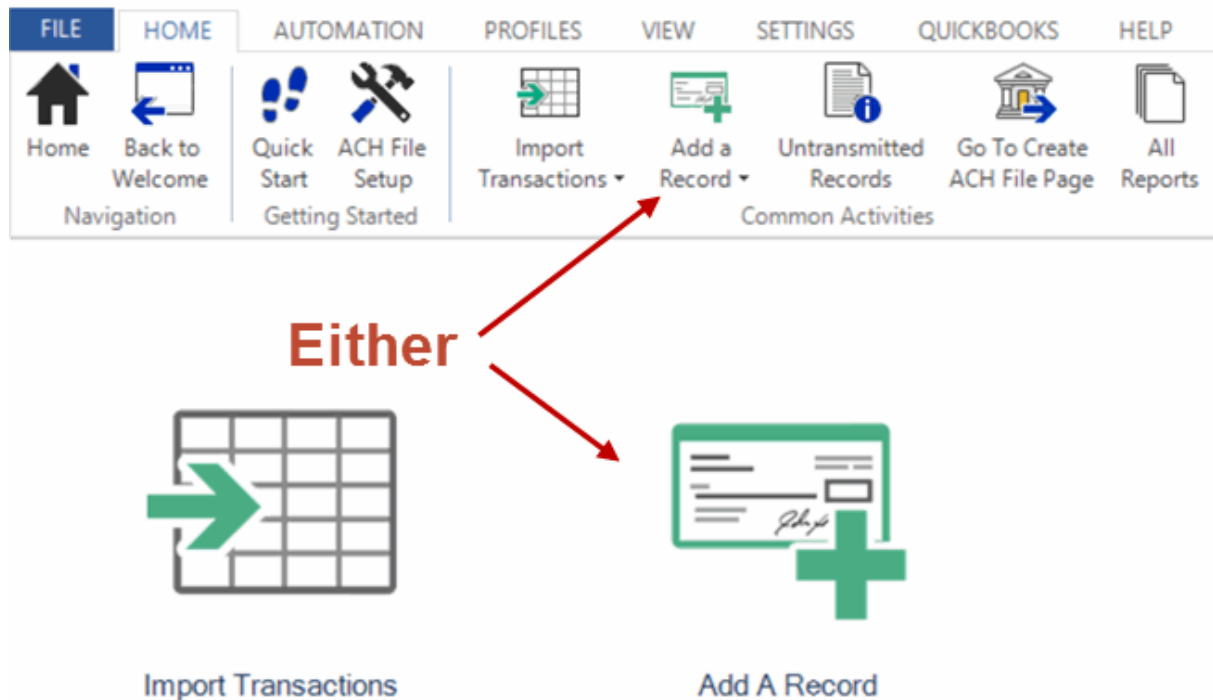 FILE HOME AUTOMATION PROFILES VIEW SETTINGS QUICKBOOKS HELP
Home Back to Quick ACH File Import Add a Untransmitted Go To Create All
Welcome Start Setup Transactions Record Records ACH File Page Reports
Navigation Getting Started Common Activities
Either
Import Transactions Add A Record